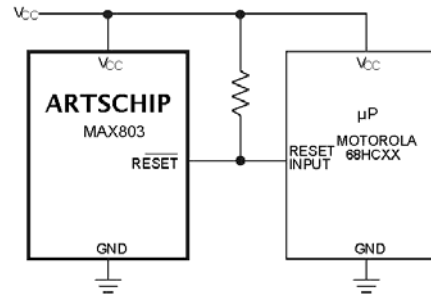 VCC
VCC
ARTSCHIP
MAX803
RESET
GND
VCC
µP
MOTOROLA
68HCXX
RESET
INPUT
GND